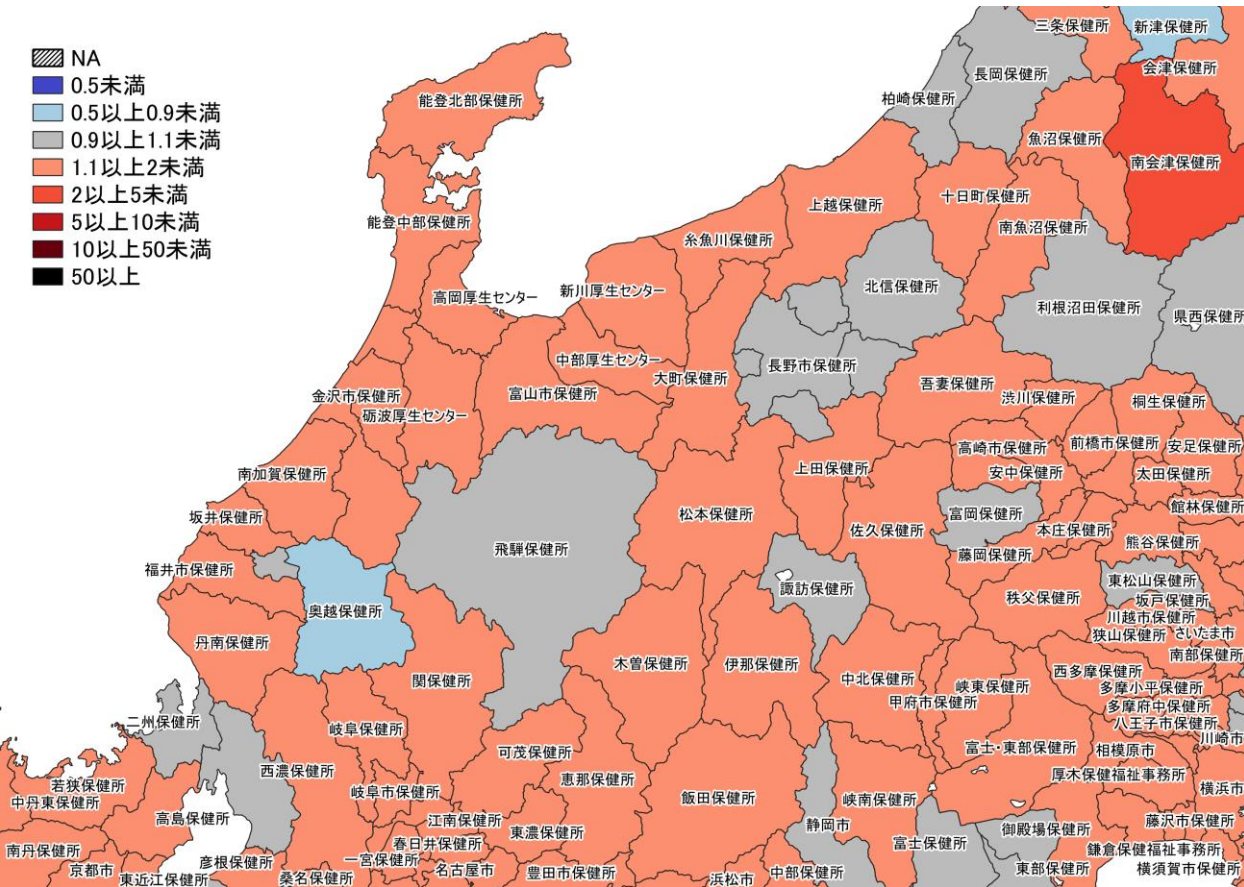 NA
0.5未満
0.5以上0.9未満
0.9以上1.1未満
1.1以上2未満
2以上5未満
5以上10未満
10以上50未満
50以上
三条保健所
新津保健所
会津保健所
長岡保健所
柏崎保健所
能登北部保健所
魚沼保健所
南会津保健所
十日町保健所
上越保健所
南魚沼保健所
能登中部保健所
糸魚川保健所
北信保健所
新川厚生センター
高岡厚生センター
利根沼田保健所
県西保健所
中部厚生センター
長野市保健所
大町保健所
吾妻保健所
金沢市保健所
富山市保健所
渋川保健所
桐生保健所
砺波厚生センター
高崎市保健所
前橋市保健所
安足保健所
上田保健所
安中保健所
太田保健所
南加賀保健所
館林保健所
坂井保健所
松本保健所
富岡保健所
佐久保健所
本庄保健所
熊谷保健所
飛騨保健所
藤岡保健所
福井市保健所
東松山保健所
諏訪保健所
秩父保健所
坂戸保健所
奥越保健所
川越市保健所
狭山保健所
さいたま市
丹南保健所
南部保健所
木曽保健所
伊那保健所
西多摩保健所
関保健所
中北保健所
峡東保健所
多摩小平保健所
甲府市保健所
多摩府中保健所
二州保健所
岐阜保健所
八王子市保健所
川崎市
可茂保健所
富士・東部保健所
相模原市
西濃保健所
恵那保健所
厚木保健福祉事務所
若狭保健所
岐阜市保健所
飯田保健所
峡南保健所
横浜市
中丹東保健所
高島保健所
江南保健所
静岡市
藤沢市保健所
東濃保健所
御殿場保健所
春日井保健所
富士保健所
南丹保健所
鎌倉保健福祉事務所
彦根保健所
一宮保健所
京都市
名古屋市
豊田市保健所
中部保健所
東部保健所
横須賀市保健所
東近江保健所
桑名保健所
浜松市